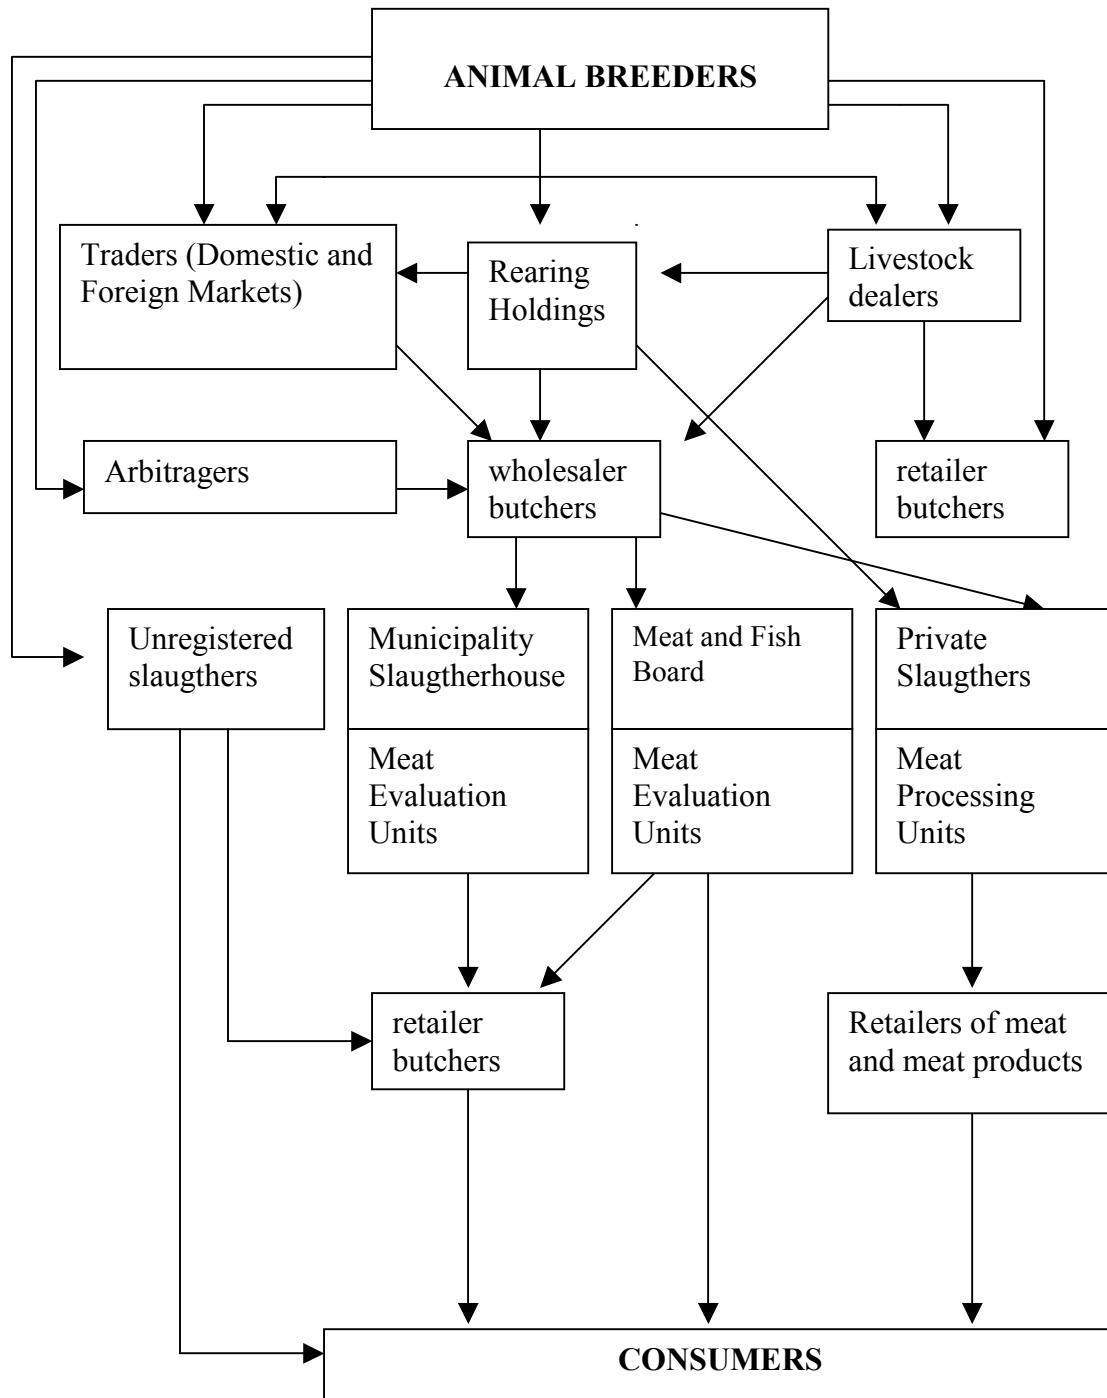 ANIMAL BREEDERS
Traders (Domestic and
Foreign Markets)
Rearing
Holdings
Livestock
dealers
Arbitragers
wholesaler
butchers
retailer
butchers
Unregistered
slaugthers
Municipality
Slaugtherhouse
Meat and Fish
Board
Private
Slaugthers
Meat
Evaluation
Units
Meat
Evaluation
Units
Meat
Processing
Units
retailer
butchers
Retailers of meat
and meat products
CONSUMERS